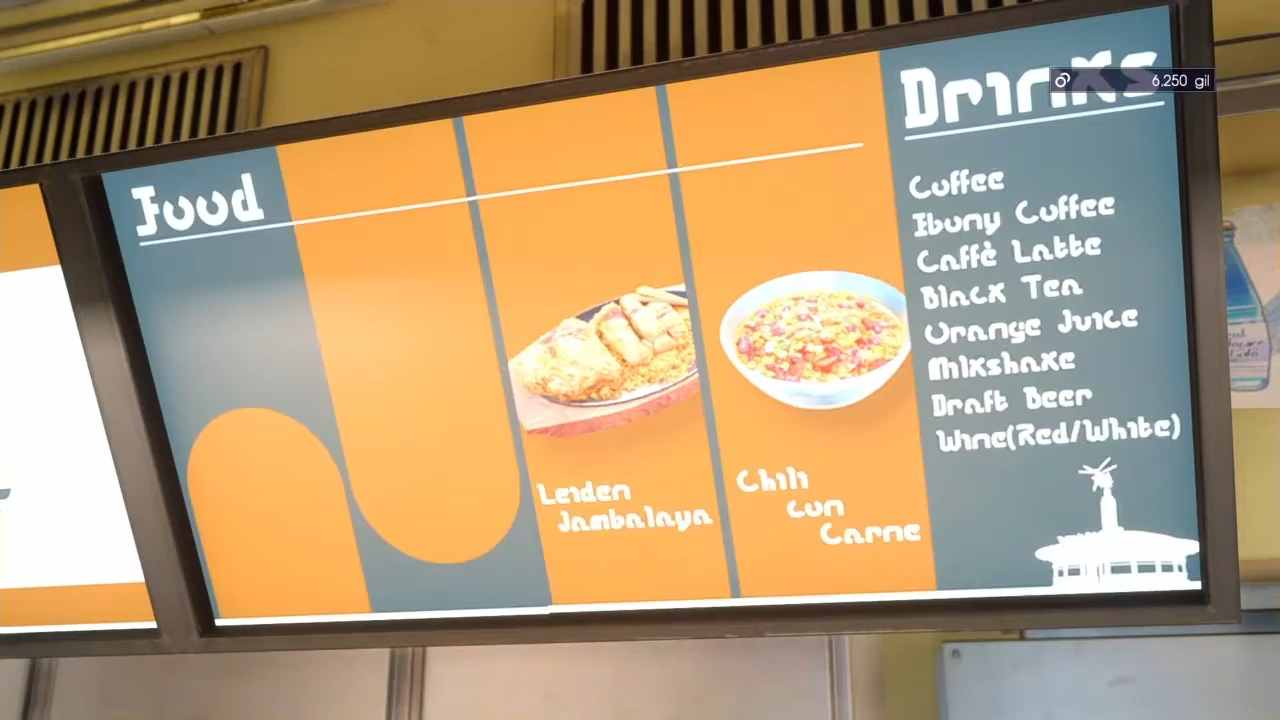 Food
Leiden
Jambalaya
Chili
con
Carne
Drinks
6,250 gil
Coffee
Ebony Coffee
Caffè Latte
Black Tea
Orange Juice
Milkshake
Draft Beer
Wine(Red/White)